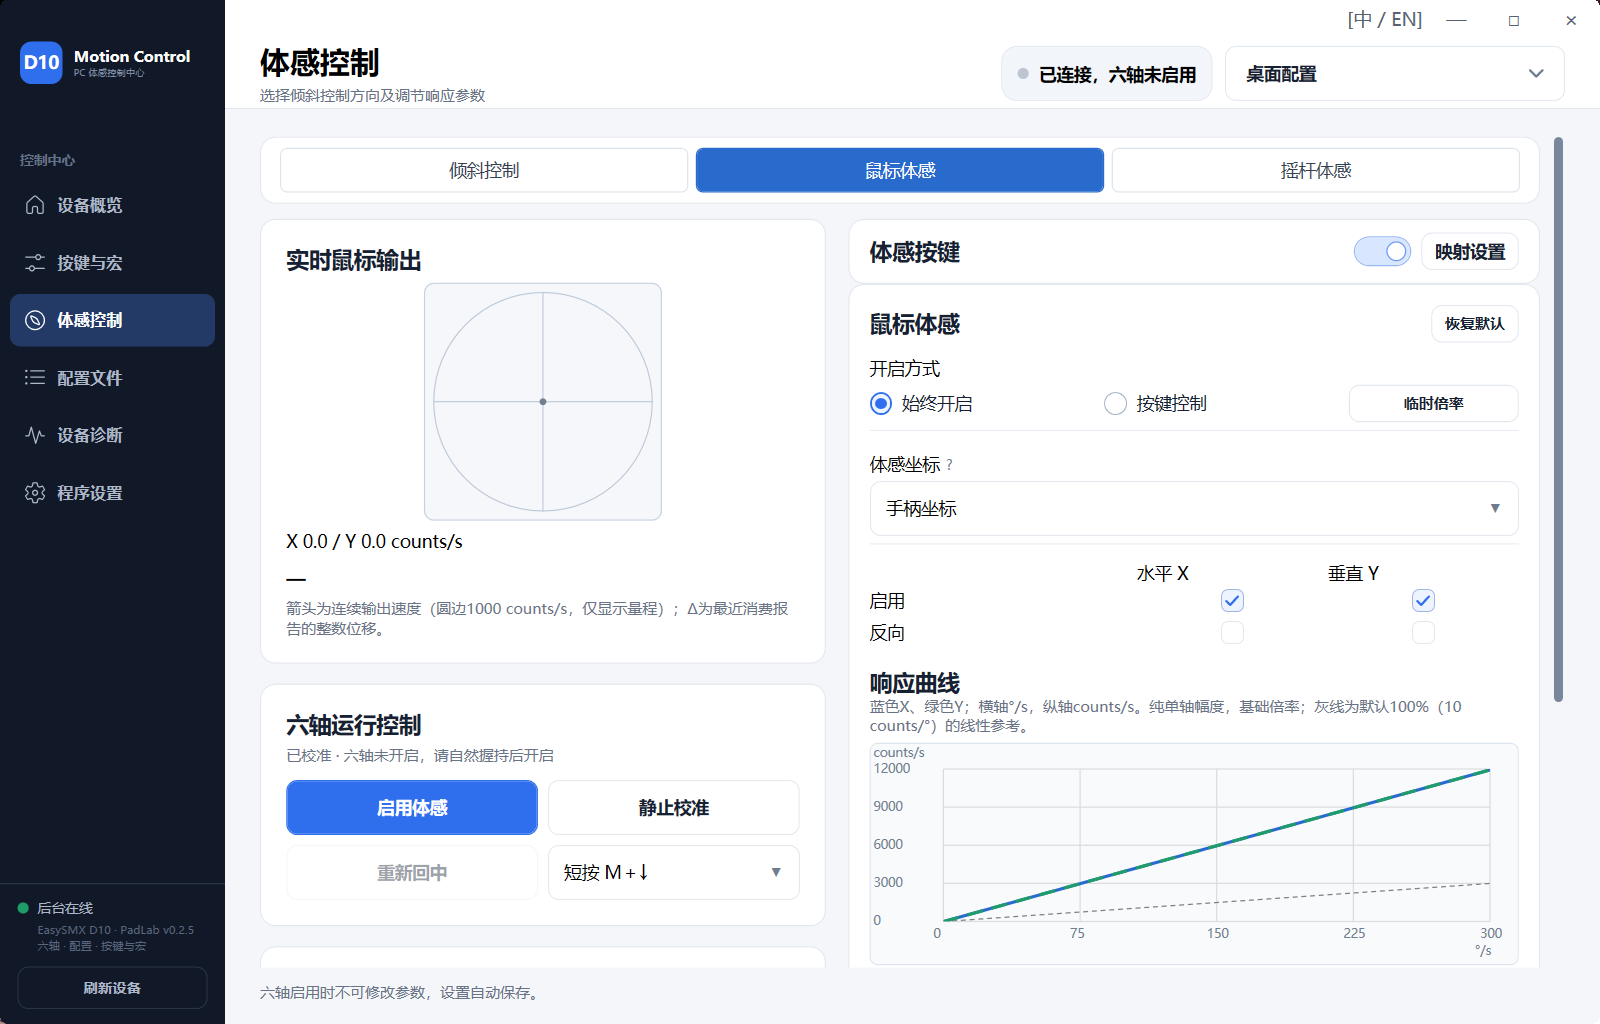 [中 / EN]
D10
Motion Control
PC 体感控制中心
控制中心
设备概览
按键与宏
体感控制
配置文件
设备诊断
程序设置
后台在线
EasySMX D10 · PadLab v0.2.5
六轴 · 配置 · 按键与宏
刷新设备
体感控制
选择倾斜控制方向及调节响应参数
已连接，六轴未启用
桌面配置
倾斜控制
鼠标体感
摇杆体感
实时鼠标输出
X 0.0 / Y 0.0 counts/s
—
箭头为连续输出速度（圆边1000 counts/s，仅显示量程）；Δ为最近消费报
告的整数位移。
六轴运行控制
已校准 · 六轴未开启，请自然握持后开启
启用体感
静止校准
重新回中
短按 M + ↓
体感按键
映射设置
鼠标体感
恢复默认
开启方式
始终开启
按键控制
临时倍率
体感坐标 ?
手柄坐标
水平 X
垂直 Y
启用
反向
响应曲线
蓝色X、绿色Y；横轴°/s，纵轴counts/s。纯单轴幅度，基础倍率；灰线为默认100%（10
counts/°）的线性参考。
counts/s
12000
9000
6000
3000
0
0 75 150 225 300
°/s
六轴启用时不可修改参数，设置自动保存。